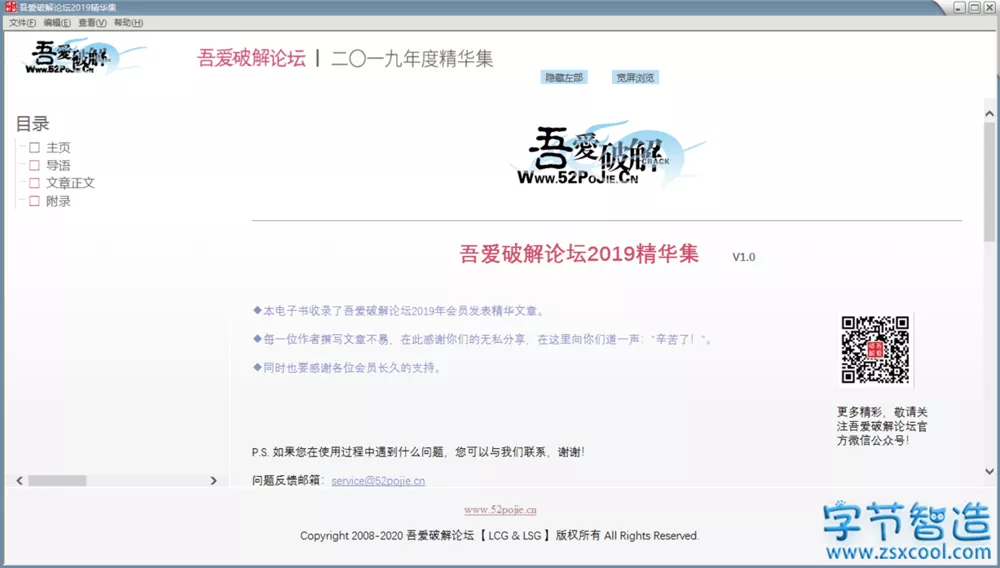 吾爱破解论坛2019精华集
文件(F) 编辑(E) 查看(V) 帮助(H)
吾爱破解
Www.52PoJie.Cn
吾爱破解论坛 | 二〇一九年度精华集
隐藏左部 宽屏浏览
目录
主页
导语
文章正文
附录
吾愛破解
CRACK
Www.52PoJie.Cn
吾爱破解论坛2019精华集 V1.0
◆本电子书收录了吾爱破解论坛2019年会员发表精华文章。
◆每一位作者撰写文章不易，在此感谢你们的无私分享，在这里向你们道一声：“辛苦了！”。
◆同时也要感谢各位会员长久的支持。
吾爱
破解
更多精彩，敬请关
注吾爱破解论坛官
方微信公众号！
P.S. 如果您在使用过程中遇到什么问题，您可以与我们联系，谢谢！
问题反馈邮箱：service@52pojie.cn
www.52pojie.cn
Copyright 2008-2020 吾爱破解论坛【 LCG & LSG 】版权所有 All Rights Reserved.
字节智造
www.zsxcool.com